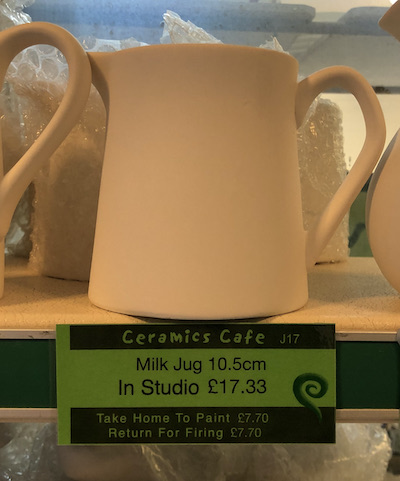 Ceramics Cafe J17
Milk Jug 10.5cm
In Studio £17.33
Take Home To Paint £7.70
Return For Firing £7.70